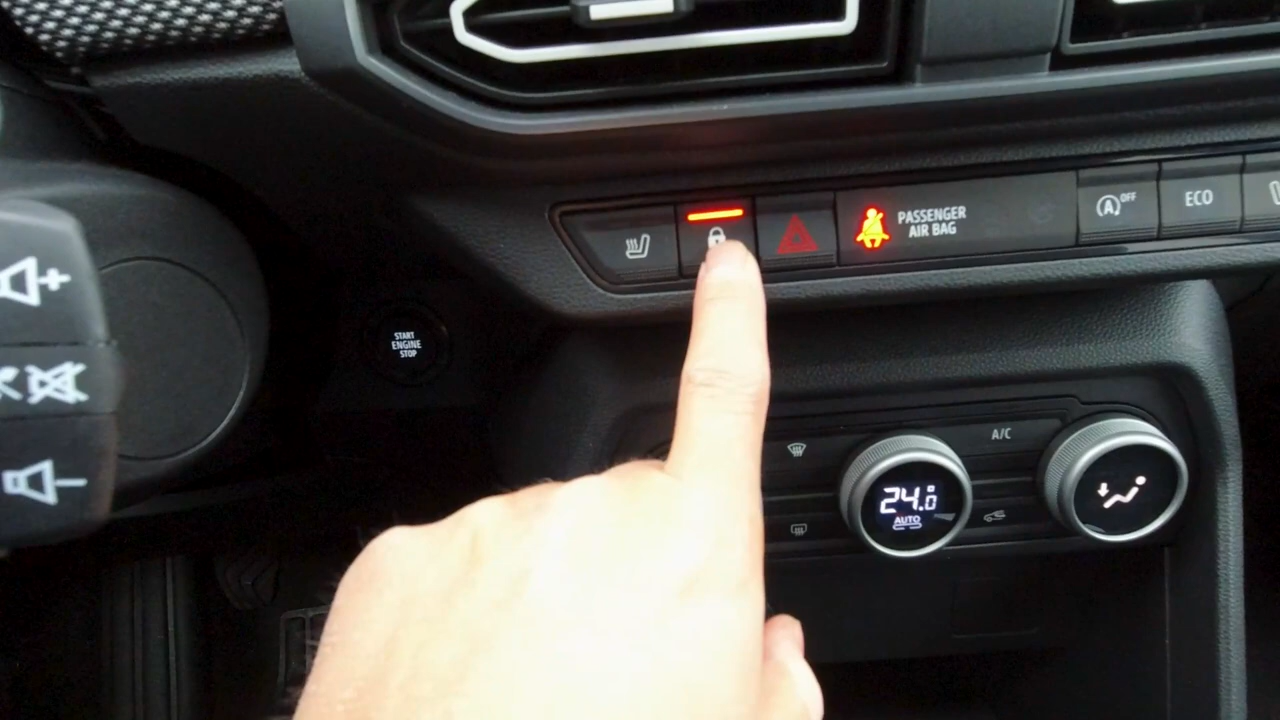 PASSENGER
AIR BAG
OFF
ECO
START
ENGINE
STOP
A/C
24.0
AUTO